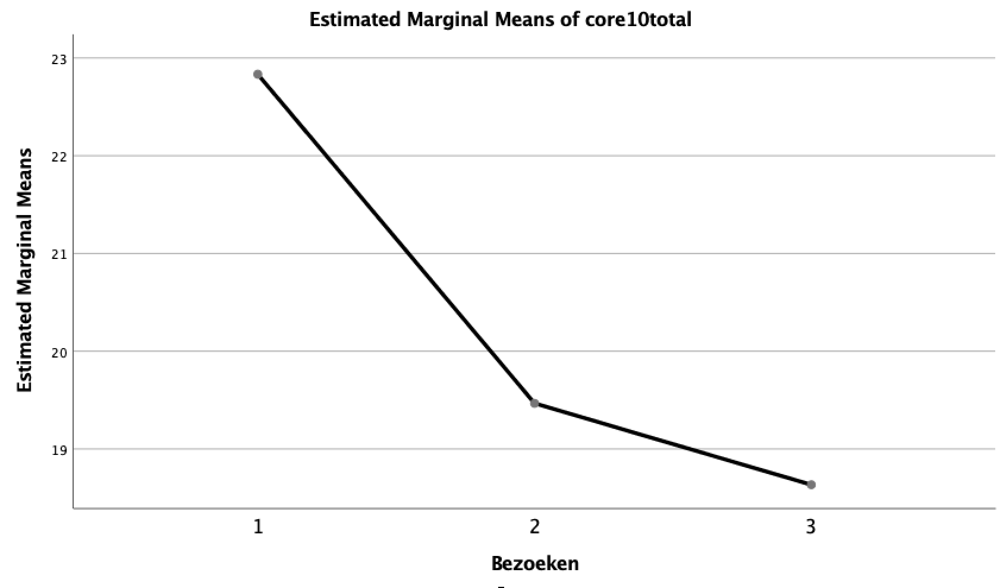 Estimated Marginal Means of core10total
Estimated Marginal Means
23
22
21
20
19
1 2 3
Bezoeken